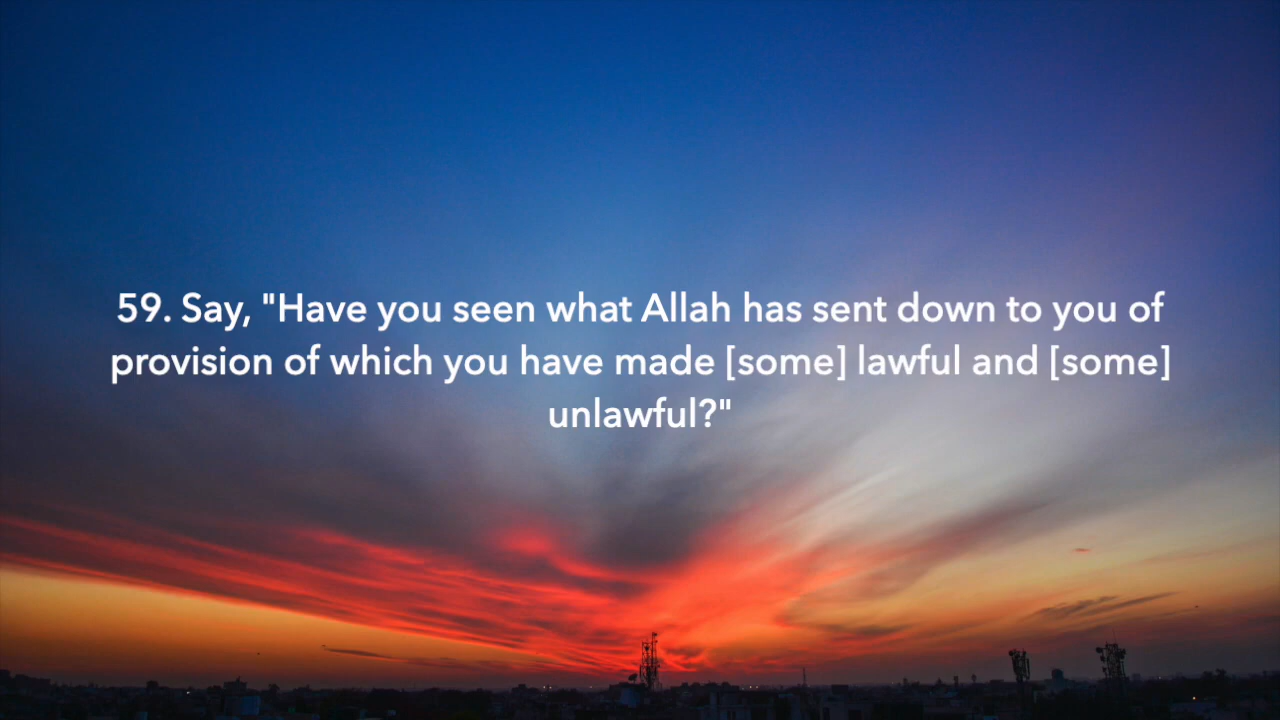 59. Say, "Have you seen what Allah has sent down to you of
provision of which you have made [some] lawful and [some]
unlawful?"